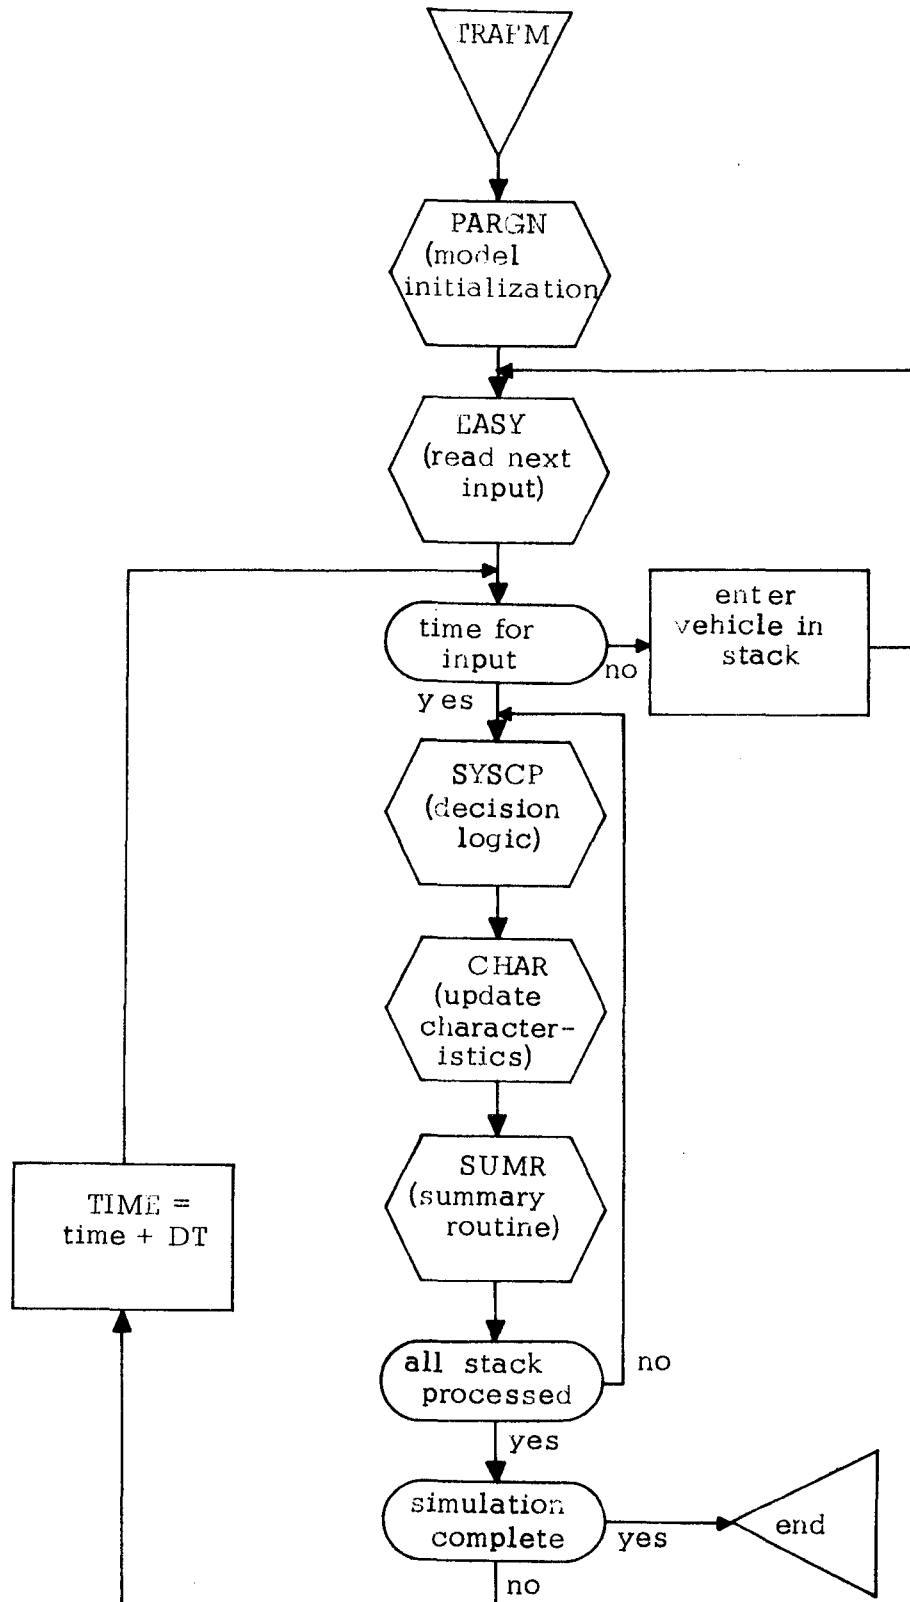 TRAFM
PARGN
(model
initialization
EASY
(read next
input)
time for
input
no
enter
vehicle in
stack
yes
SYSCP
(decision
logic)
CHAR
(update
character-
istics)
SUMR
(summary
routine)
TIME =
time + DT
all stack
processed
no
yes
simulation
complete
yes
end
no